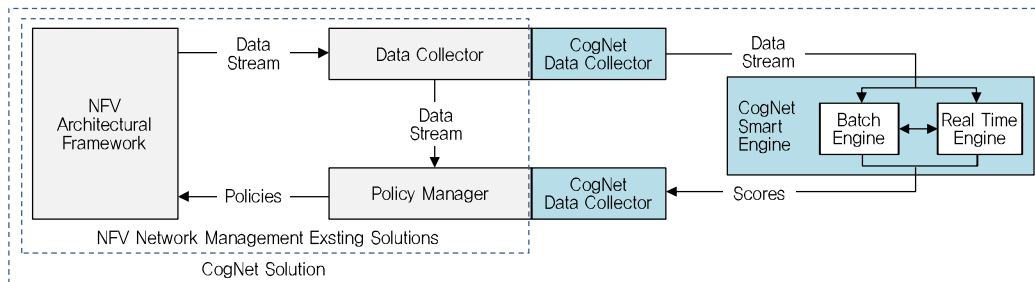 NFV
Architectural
Framework
Data
Stream
Data Collector
CogNet
Data Collector
Data
Stream
Data
Stream
CogNet
Smart
Engine
Batch
Engine
Real Time
Engine
Policies
Policy Manager
CogNet
Data Collector
Scores
NFV Network Management Exsting Solutions
CogNet Solution